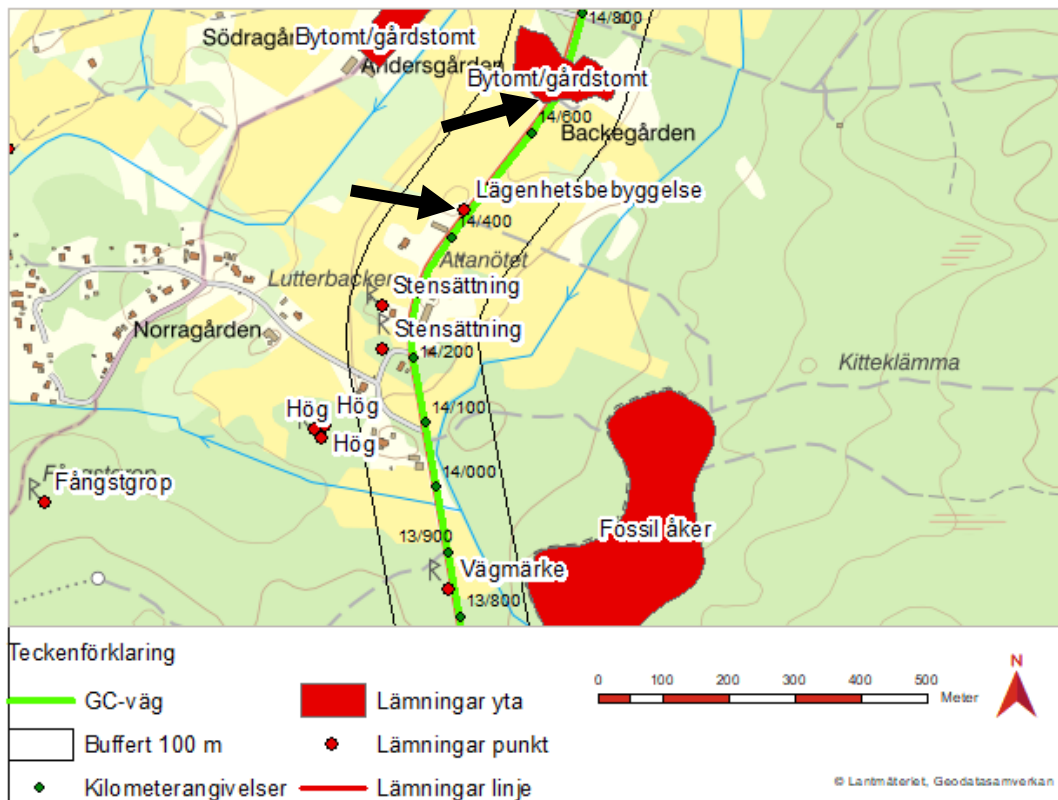 14/800
Södragår
Bytomt/gårdstomt
Andersgården
Bytomt/gårdstomt
14/600
Backegården
Lägenhetsbebyggelse
14/400
Attanötet
Lutterbacken
Stensättning
R
R
Stensättning
Norragården
14/200
Kitteklämma
14/100
Hög
Hög
Hög
14/000
Fångstgrop
R
Fångstgrop
13/900
Fossil åker
R
Vägmärke
13/800
Teckenförklaring
GC-väg
Lämningar yta
Buffert 100 m
Lämningar punkt
Kilometerangivelser
Lämningar linje
0 100 200 300 400 500
Meter
N
© Lantmäteriet, Geodatasamverkan